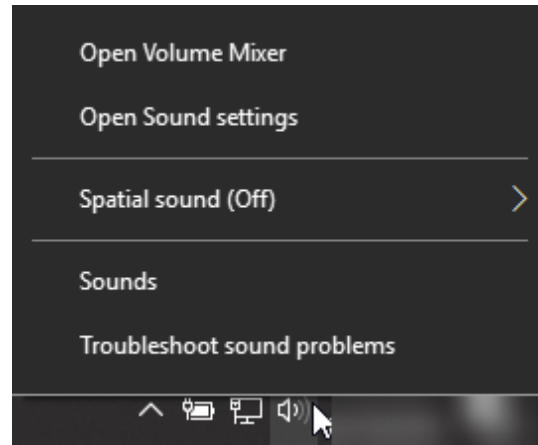 Open Volume Mixer
Open Sound settings
Spatial sound (Off)
Sounds
Troubleshoot sound problems